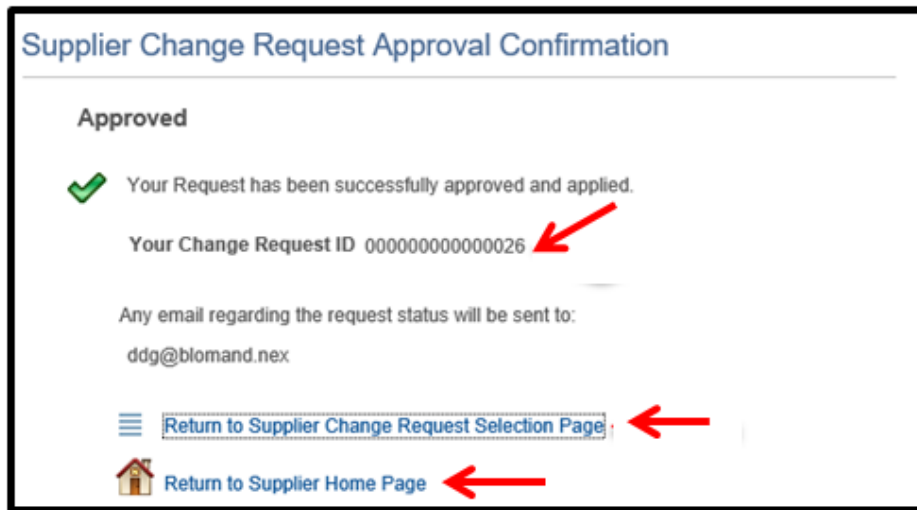 Supplier Change Request Approval Confirmation
Approved
Your Request has been successfully approved and applied.
Your Change Request ID 000000000000026
Any email regarding the request status will be sent to:
ddg@blomand.nex
Return to Supplier Change Request Selection Page
Return to Supplier Home Page